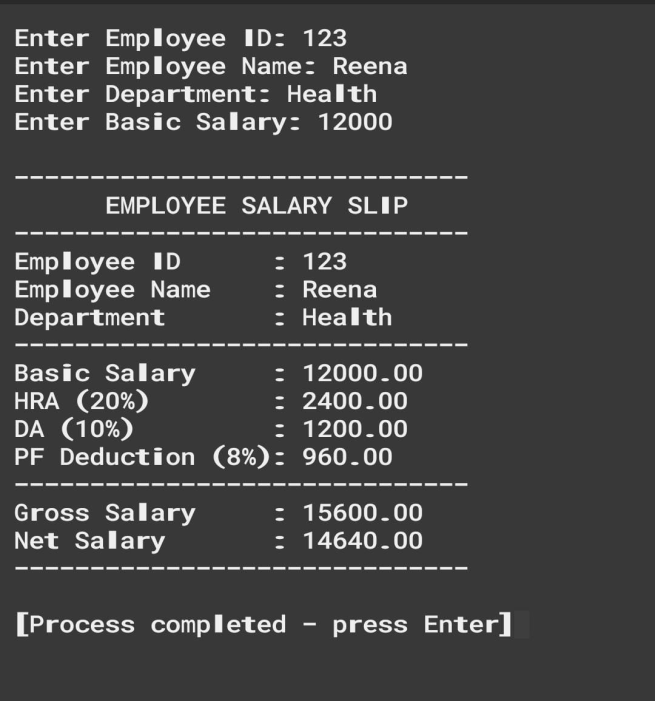 Enter Employee ID: 123
Enter Employee Name: Reena
Enter Department: Health
Enter Basic Salary: 12000
------------------------------
      EMPLOYEE SALARY SLIP
------------------------------
Employee ID      : 123
Employee Name    : Reena
Department       : Health
------------------------------
Basic Salary     : 12000.00
HRA (20%)        : 2400.00
DA (10%)         : 1200.00
PF Deduction (8%): 960.00
------------------------------
Gross Salary     : 15600.00
Net Salary       : 14640.00
------------------------------
[Process completed - press Enter]